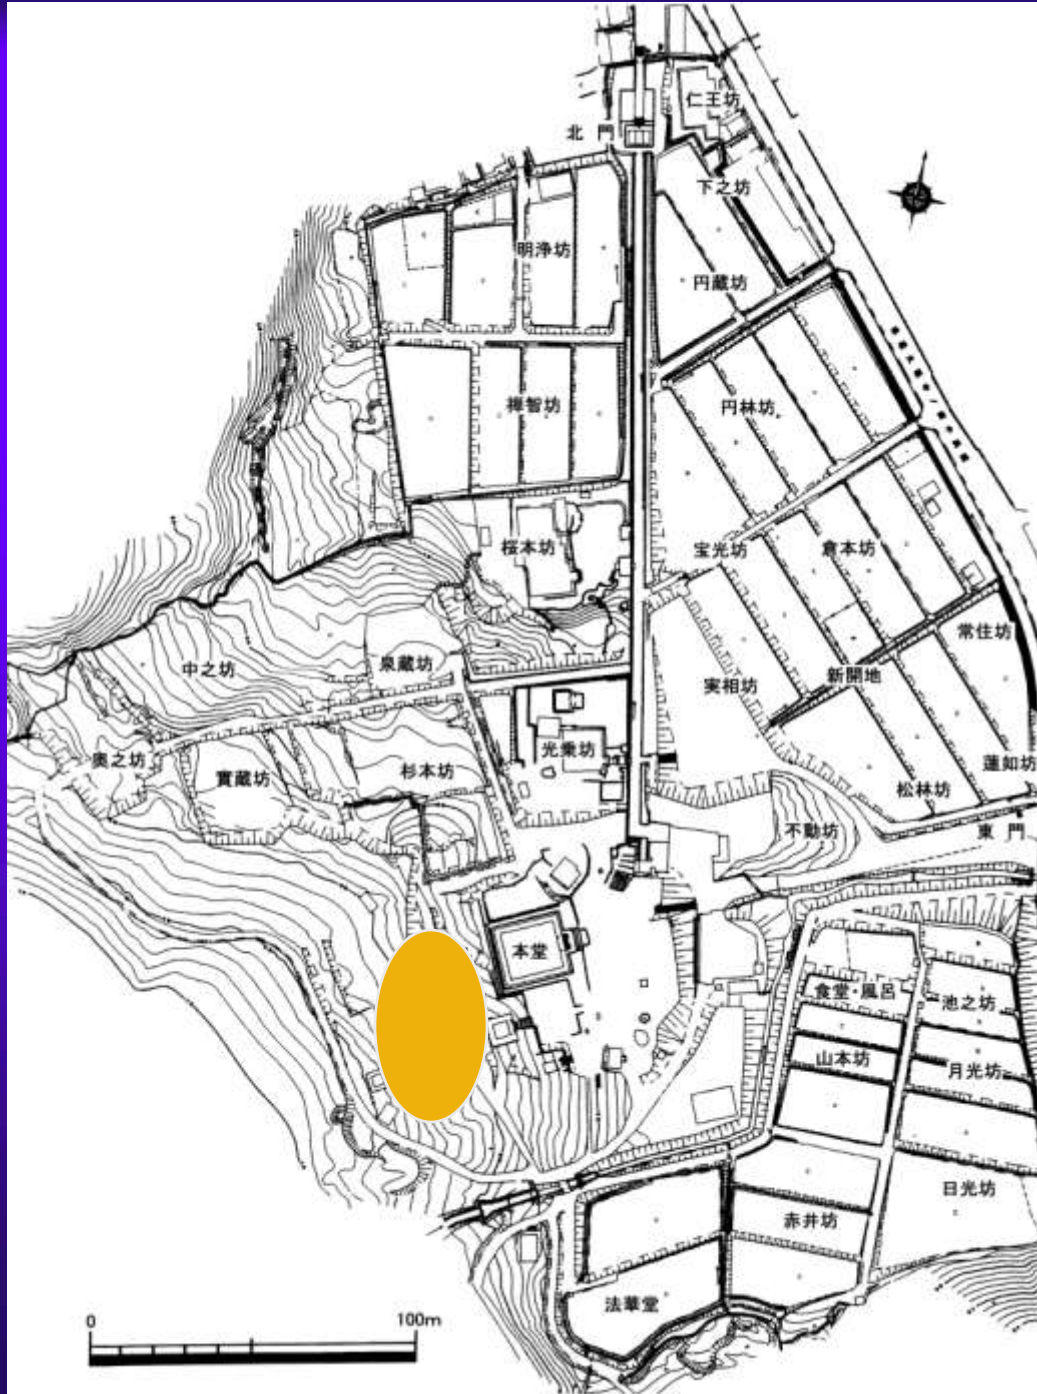 仁王坊
北門
下之坊
明浄坊
円蔵坊
禅智坊
円林坊
桜本坊
宝光坊
倉本坊
常住坊
中之坊
泉蔵坊
新開地
実相坊
奥之坊
寶蔵坊
杉本坊
光乗坊
蓮如坊
松林坊
不動坊
東門
本堂
食堂・風呂
池之坊
山本坊
月光坊
日光坊
赤井坊
法華堂
0 100m